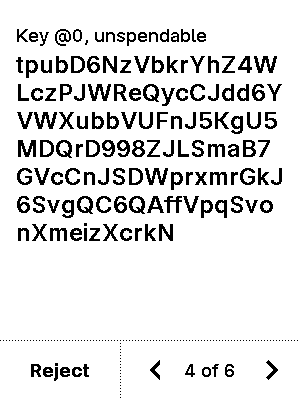 Key @0, unspendable
tpubD6NzVbkrYhZ4W
LczPJWReQycCJdd6Y
VWXubbVUFnJ5KgU5
MDQrD998ZJLSmaB7
GVcCnJSDWprxmrGkJ
6SvgQC6QAffVpqSvo
nXmeizXcrkN
Reject
4 of 6